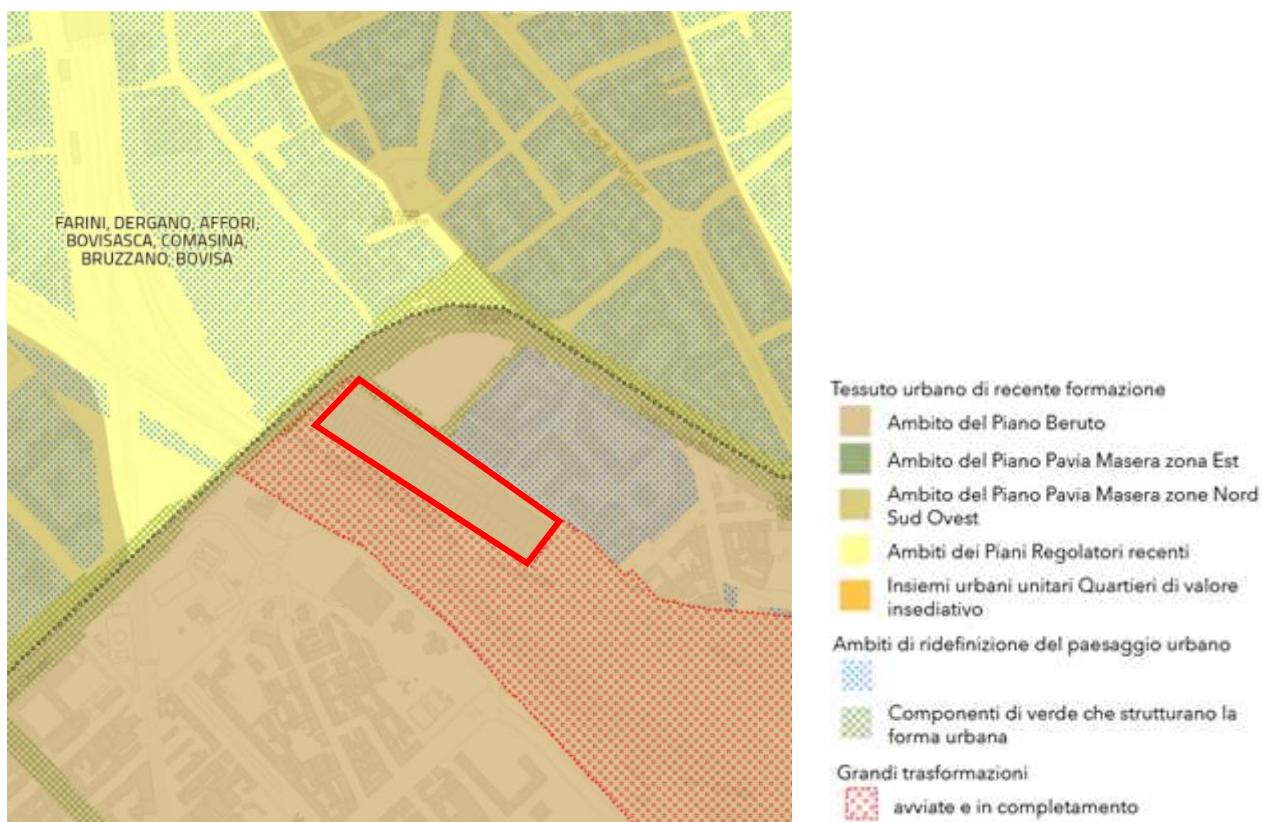 FARINI, DERGANO, AFFORI,
BOVISASCA, COMASINA,
BRUZZANO, BOVISA
Tessuto urbano di recente formazione
Ambito del Piano Beruto
Ambito del Piano Pavia Masera zona Est
Ambito del Piano Pavia Masera zone Nord
Sud Ovest
Ambiti dei Piani Regolatori recenti
Insiemi urbani unitari Quartieri di valore
insediativo
Ambiti di ridefinizione del paesaggio urbano
Componenti di verde che strutturano la
forma urbana
Grandi trasformazioni
avviate e in completamento